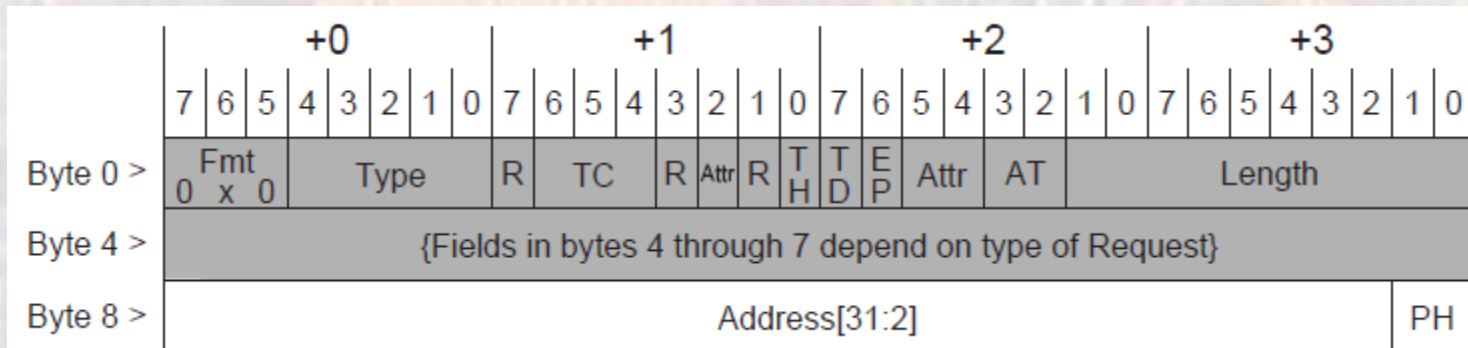 +0 +1 +2 +3
7 6 5 4 3 2 1 0 7 6 5 4 3 2 1 0 7 6 5 4 3 2 1 0 7 6 5 4 3 2 1 0
Byte 0 > Fmt 0 x 0 Type R TC R Attr R TH TD EP Attr AT Length
Byte 4 > {Fields in bytes 4 through 7 depend on type of Request}
Byte 8 > Address[31:2] PH